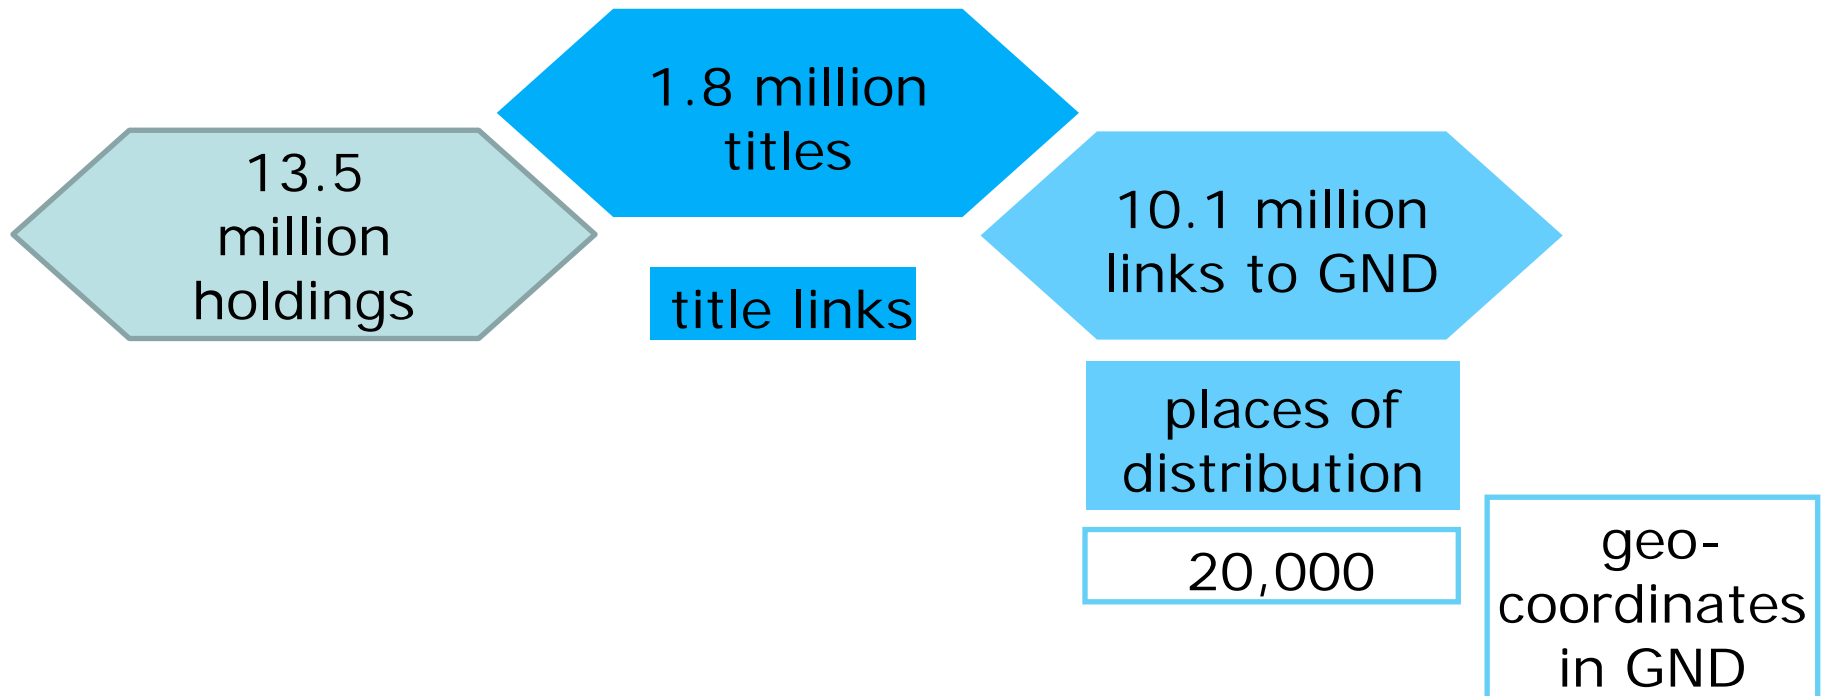 13.5
million
holdings
1.8 million
titles
title links
10.1 million
links to GND
places of
distribution
20,000
geo-
coordinates
in GND